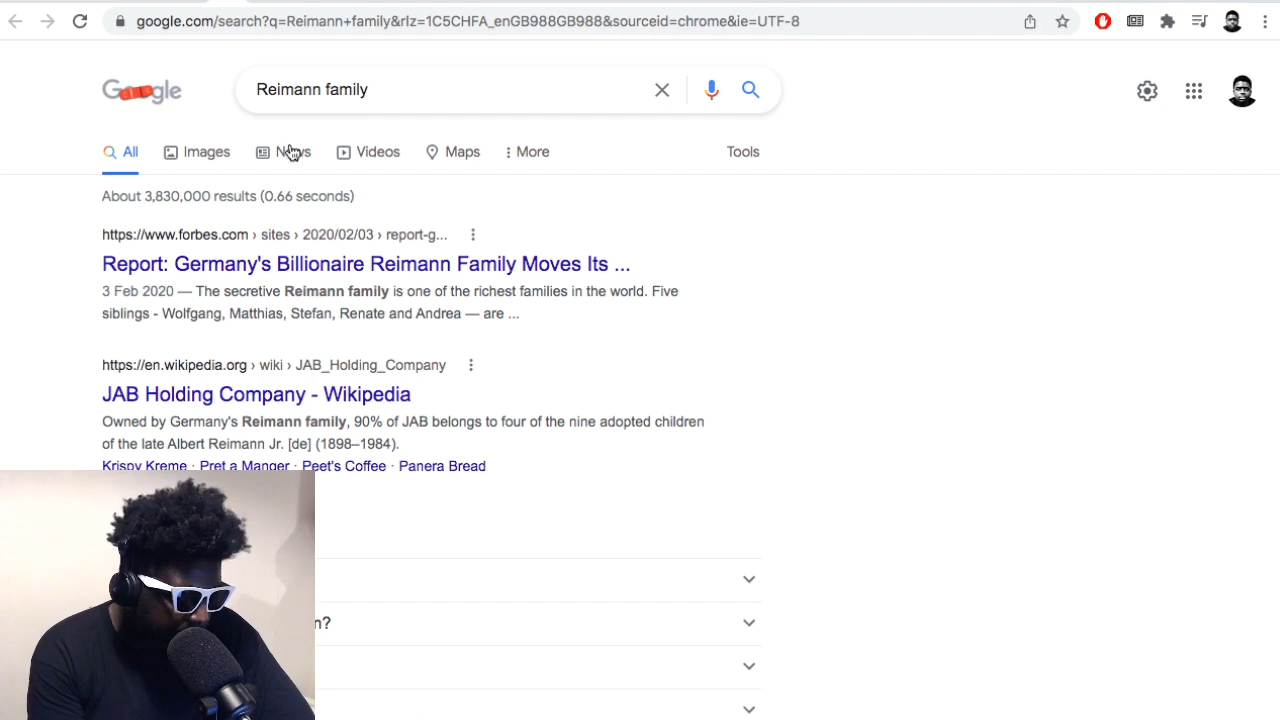 google.com/search?q=Reimann+family&rlz=1C5CHFA_enGB988GB988&sourceid=chrome&ie=UTF-8
Google
Reimann family
All Images News Videos Maps More Tools
About 3,830,000 results (0.66 seconds)
https://www.forbes.com › sites › 2020/02/03 › report-g...
Report: Germany's Billionaire Reimann Family Moves Its ...
3 Feb 2020 — The secretive Reimann family is one of the richest families in the world. Five
siblings - Wolfgang, Matthias, Stefan, Renate and Andrea — are ...
https://en.wikipedia.org › wiki › JAB_Holding_Company
JAB Holding Company - Wikipedia
Owned by Germany's Reimann family, 90% of JAB belongs to four of the nine adopted children
of the late Albert Reimann Jr. [de] (1898–1984).
Krispy Kreme · Pret a Manger · Peet's Coffee · Panera Bread
n?